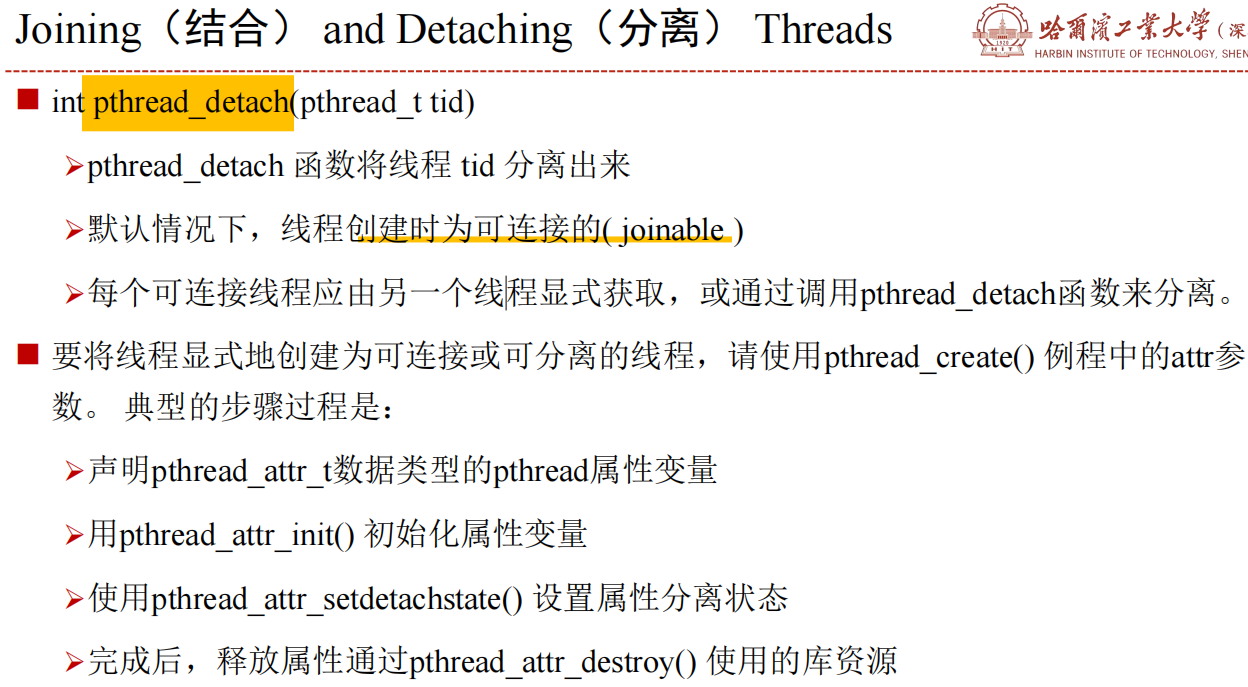 Joining（结合） and Detaching（分离） Threads
哈尔滨工业大学（深
HARBIN INSTITUTE OF TECHNOLOGY, SHEN
1920
HIT
int pthread_detach(pthread_t tid)
pthread_detach 函数将线程 tid 分离出来
默认情况下，线程创建时为可连接的( joinable )
每个可连接线程应由另一个线程显式获取，或通过调用pthread_detach函数来分离。
要将线程显式地创建为可连接或可分离的线程，请使用pthread_create() 例程中的attr参
数。 典型的步骤过程是：
声明pthread_attr_t数据类型的pthread属性变量
用pthread_attr_init() 初始化属性变量
使用pthread_attr_setdetachstate() 设置属性分离状态
完成后，释放属性通过pthread_attr_destroy() 使用的库资源